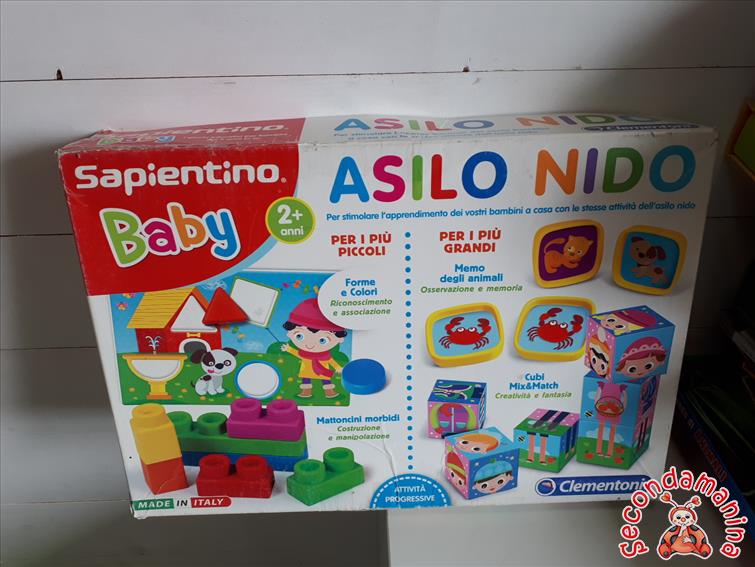 ASILO NIDO
Clementoni
Sapientino®
Baby
2+
anni
ASILO NIDO
Per stimolare l'apprendimento dei vostri bambini a casa con le stesse attività dell'asilo nido
PER I PIÙ
PICCOLI
Forme
e Colori
Riconoscimento
e associazione
Mattoncini morbidi
Costruzione
e manipolazione
PER I PIÙ
GRANDI
Memo
degli animali
Osservazione e memoria
Cubi
Mix&Match
Creatività e fantasia
ATTIVITÀ
PROGRESSIVE
MADE IN ITALY
Clementoni
Secondamanina